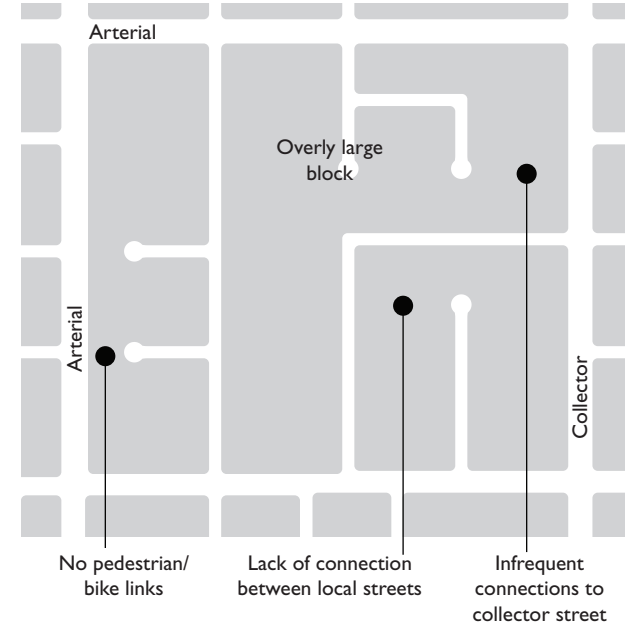 Arterial
Overly large
block
Arterial
Collector
No pedestrian/
bike links
Lack of connection
between local streets
Infrequent
connections to
collector street